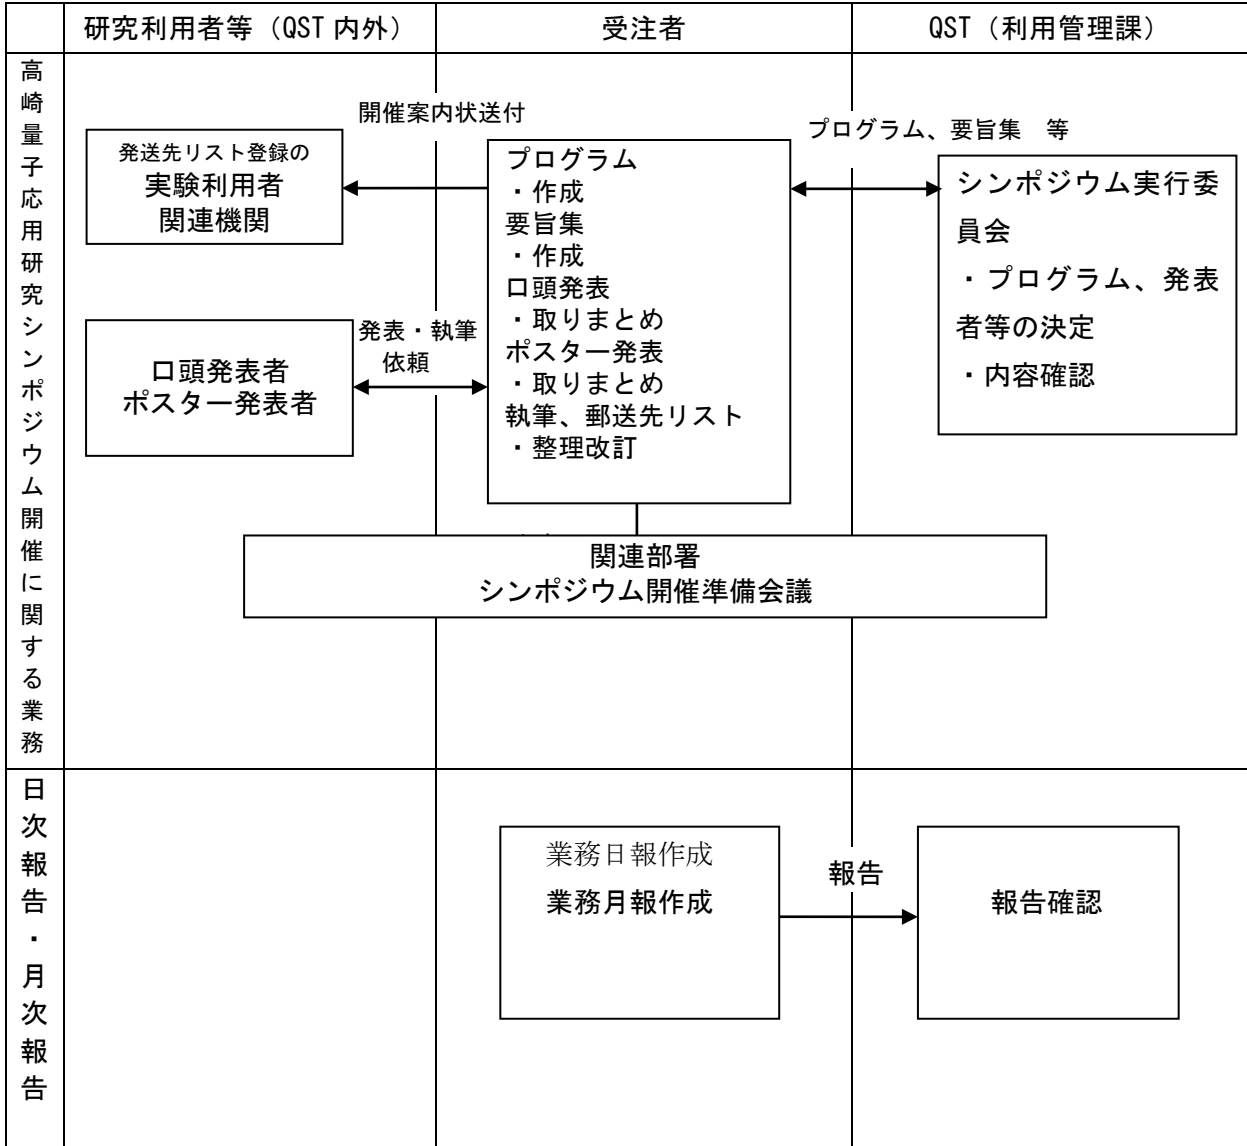 研究利用者等（QST 内外）
受注者
QST（利用管理課）
高崎量子応用研究シンポジウム開催に関する業務
開催案内状送付
発送先リスト登録の
実験利用者
関連機関
発表・執筆
依頼
口頭発表者
ポスター発表者
プログラム
・作成
要旨集
・作成
口頭発表
・取りまとめ
ポスター発表
・取りまとめ
執筆、郵送先リスト
・整理改訂
プログラム、要旨集　等
シンポジウム実行委
員会
・プログラム、発表
者等の決定
・内容確認
関連部署
シンポジウム開催準備会議
日次報告・月次報告
業務日報作成
業務月報作成
報告
報告確認